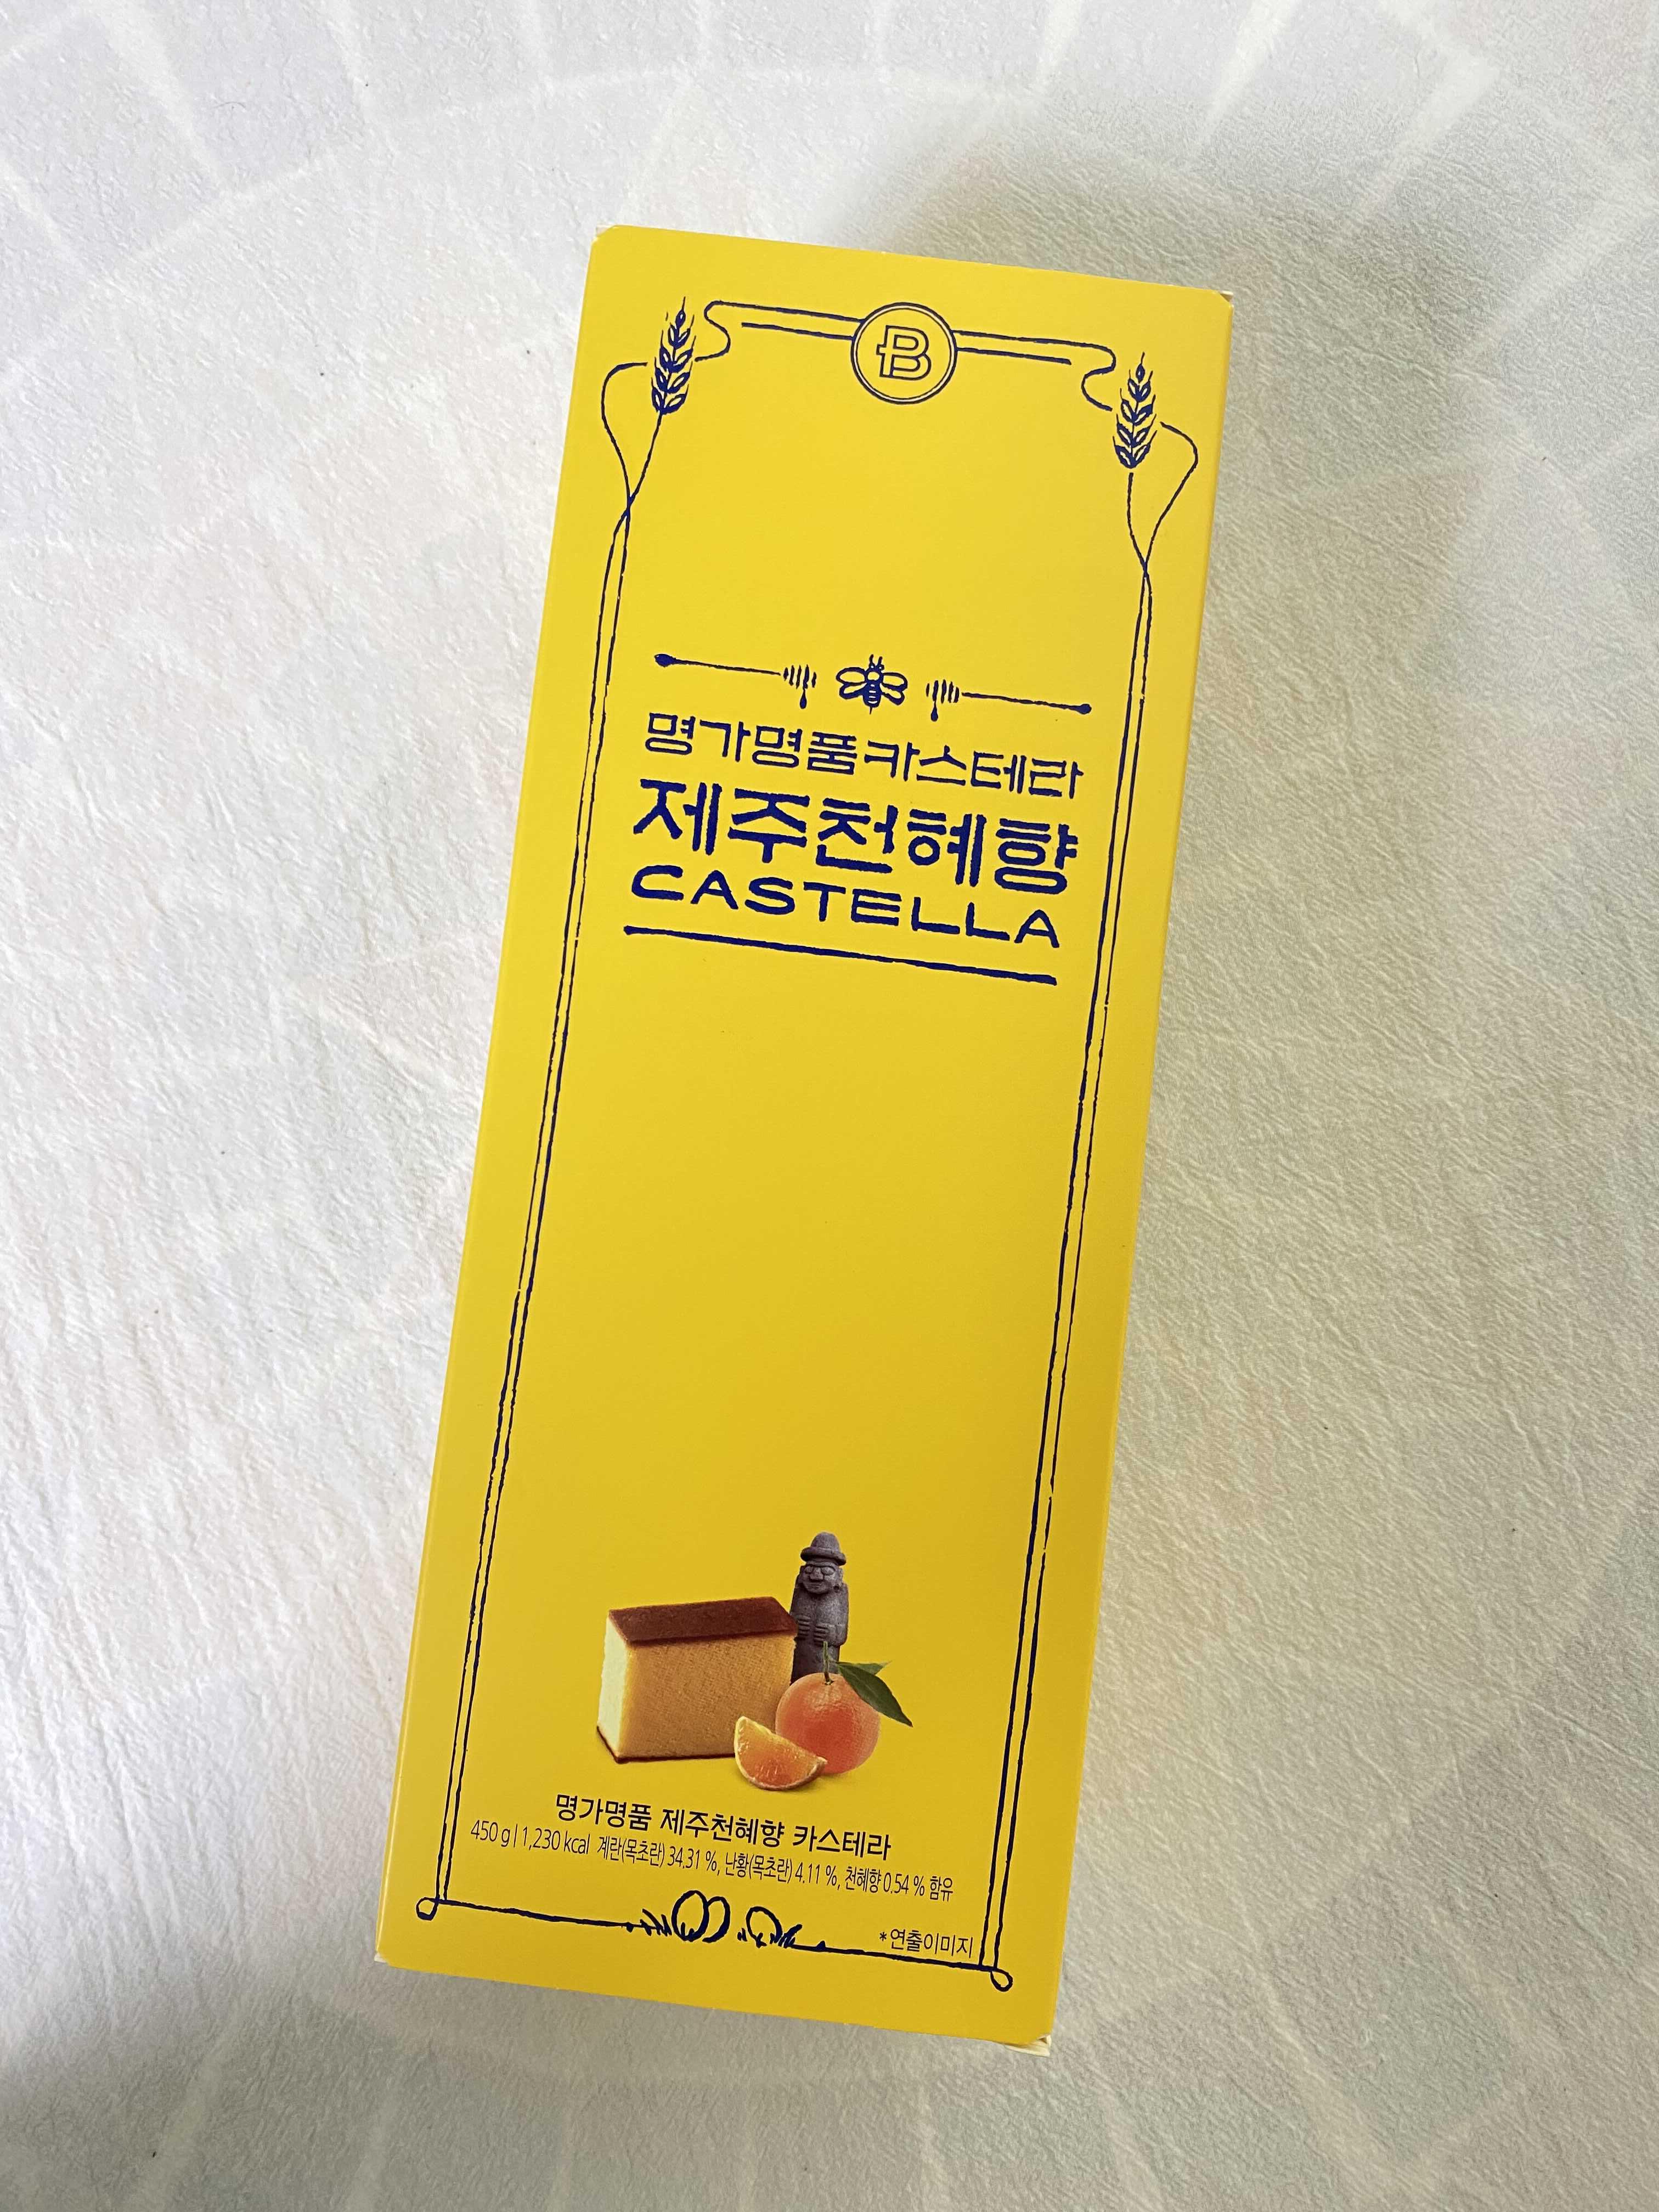 B
명가명품카스테라
제주천혜향
CASTELLA
명가명품 제주천혜향 카스테라
450 g | 1,230 kcal 계란(목초란) 34.31 %, 난황(목초란) 4.11 %, 천혜향 0.54 % 함유
*연출이미지